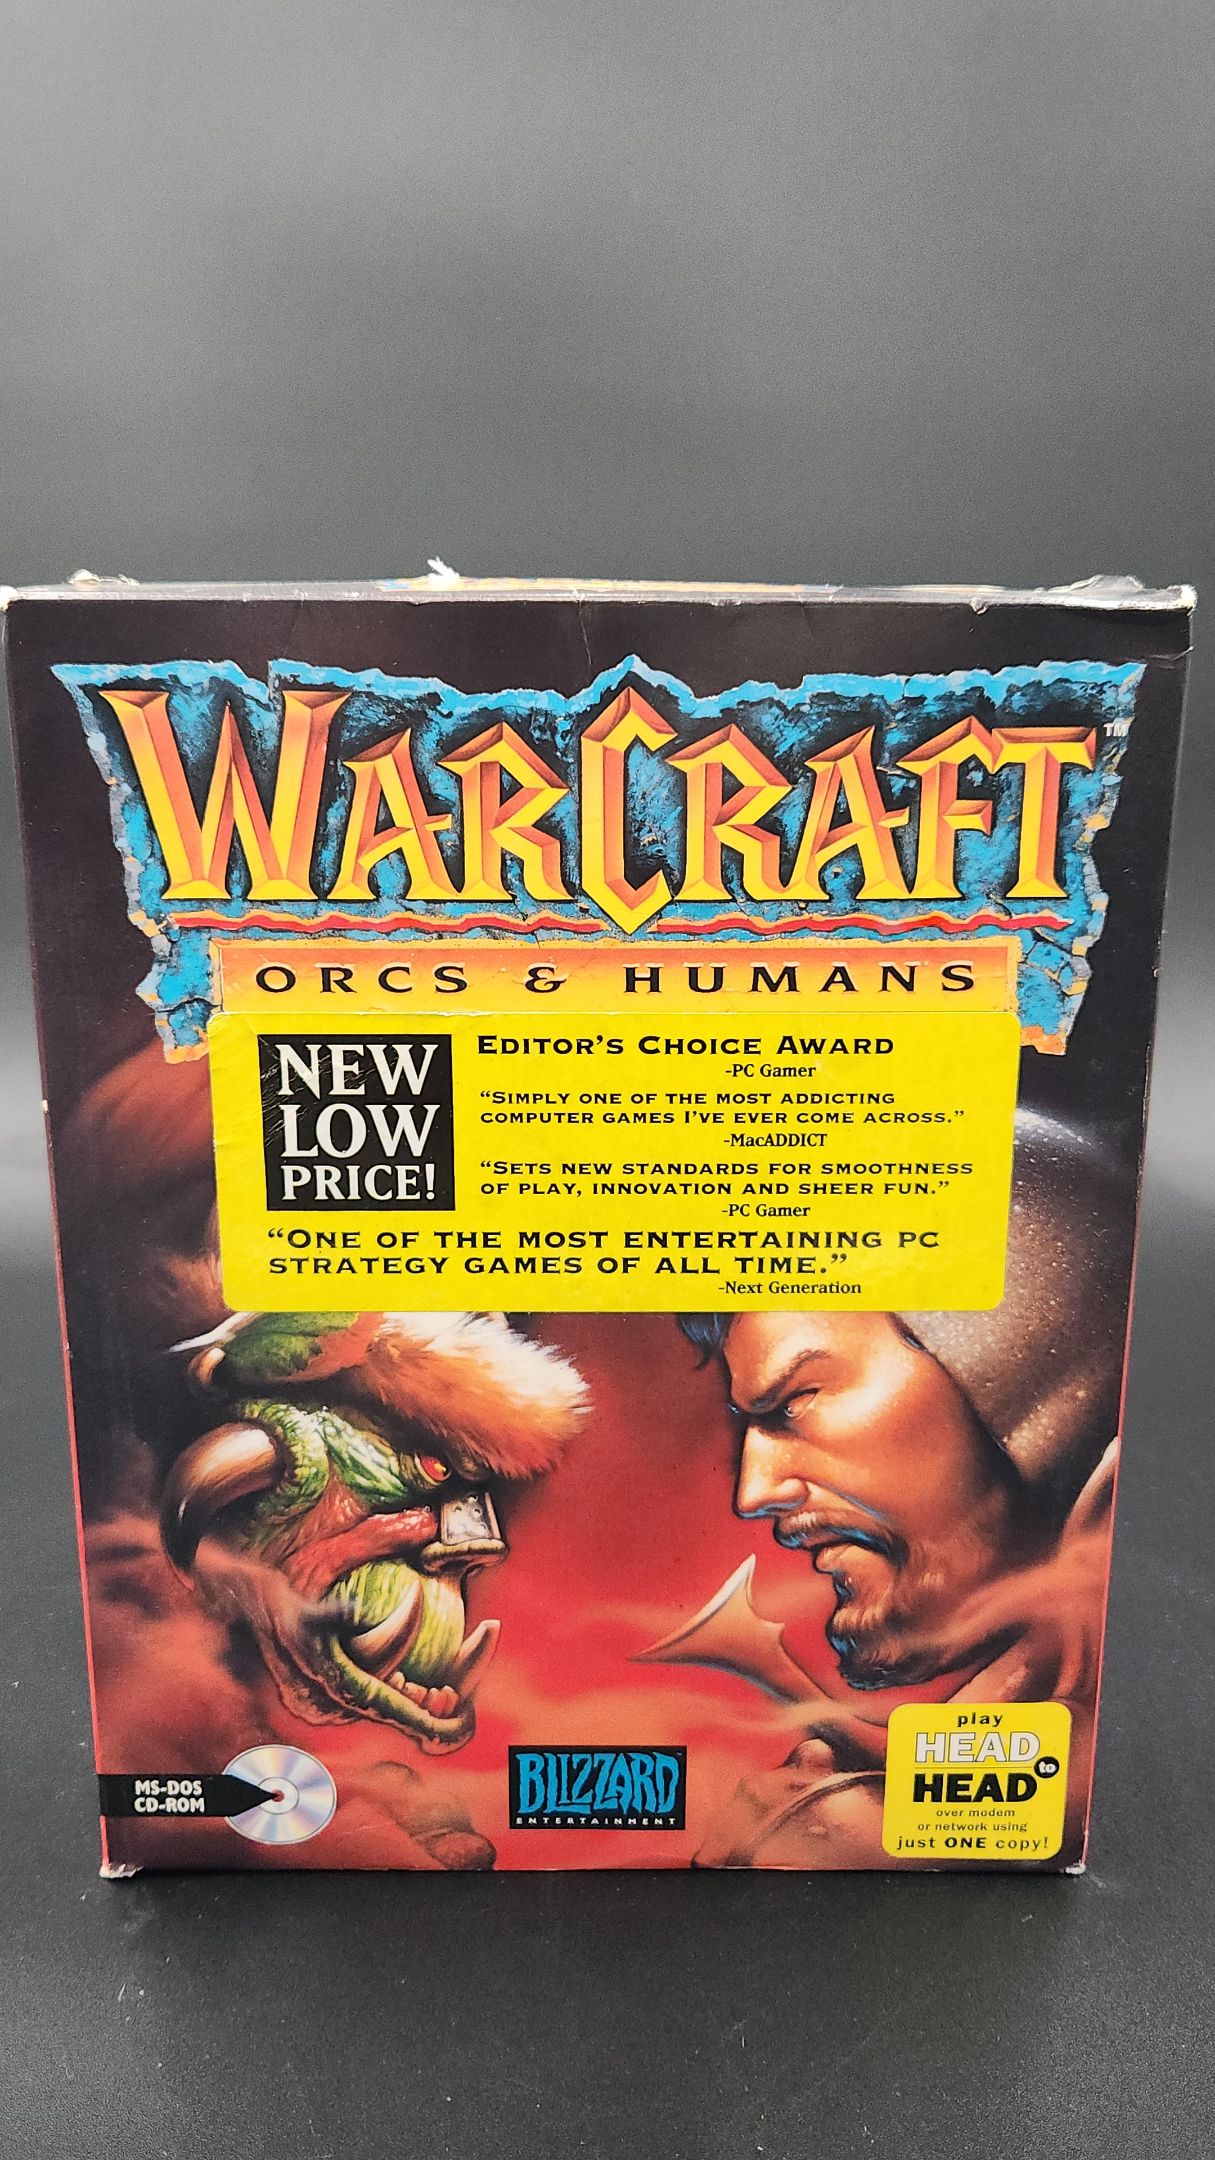 WARCRAFT™
ORCS & HUMANS
NEW
LOW
PRICE!
EDITOR'S CHOICE AWARD
-PC Gamer
"SIMPLY ONE OF THE MOST ADDICTING
COMPUTER GAMES I'VE EVER COME ACROSS."
-MacADDICT
"SETS NEW STANDARDS FOR SMOOTHNESS
OF PLAY, INNOVATION AND SHEER FUN."
-PC Gamer
"ONE OF THE MOST ENTERTAINING PC
STRATEGY GAMES OF ALL TIME."
-Next Generation
MS-DOS
CD-ROM
BLIZZARD
ENTERTAINMENT
play
HEAD
to
HEAD
over modem
or network using
just ONE copy!